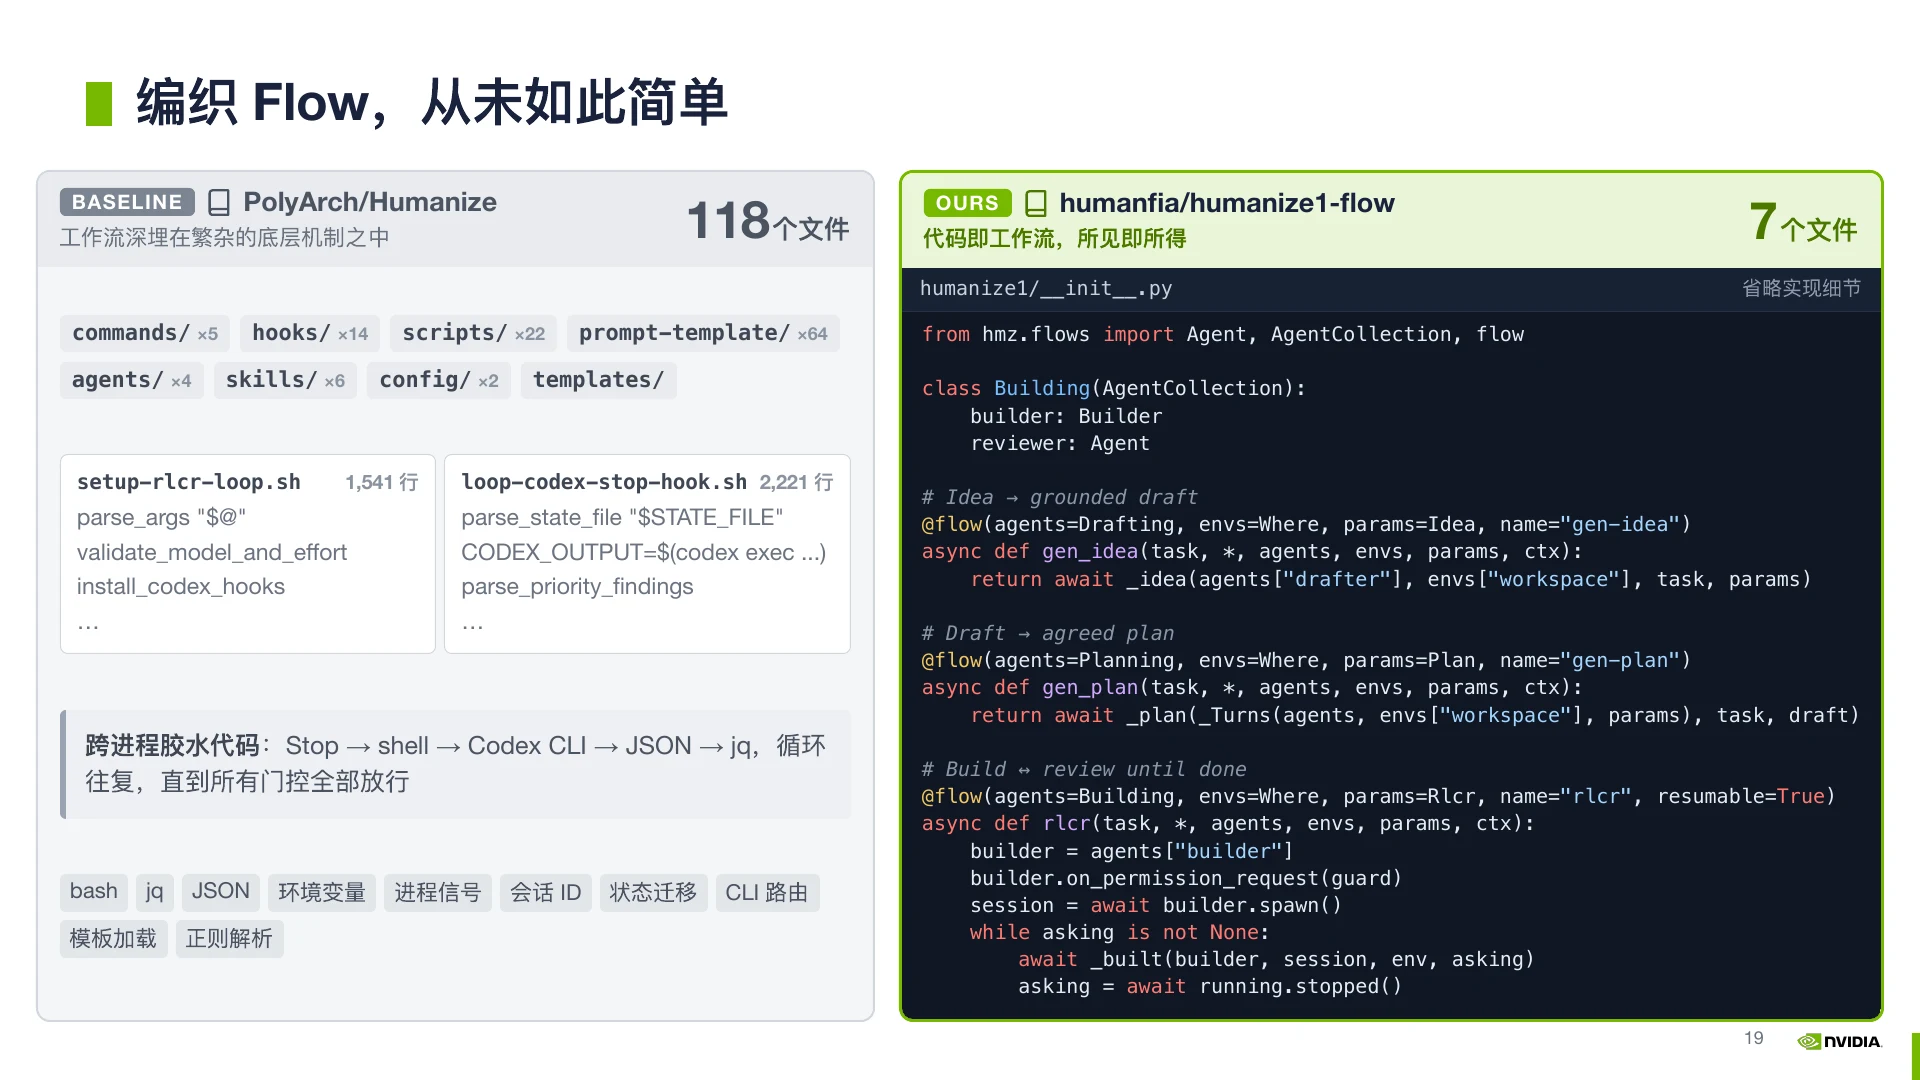 编织 Flow，从未如此简单
BASELINE PolyArch/Humanize
工作流深埋在繁杂的底层机制之中
118个文件
commands/ ×5 hooks/ ×14 scripts/ ×22 prompt-template/ ×64
agents/ ×4 skills/ ×6 config/ ×2 templates/
setup-rlcr-loop.sh 1,541 行
parse_args "$@"
validate_model_and_effort
install_codex_hooks
…
loop-codex-stop-hook.sh 2,221 行
parse_state_file "$STATE_FILE"
CODEX_OUTPUT=$(codex exec ...)
parse_priority_findings
…
跨进程胶水代码：Stop → shell → Codex CLI → JSON → jq，循环
往复，直到所有门控全部放行
bash jq JSON 环境变量 进程信号 会话 ID 状态迁移 CLI 路由
模板加载 正则解析
OURS humanfia/humanize1-flow
代码即工作流，所见即所得
7个文件
humanize1/__init__.py 省略实现细节
from hmz.flows import Agent, AgentCollection, flow
class Building(AgentCollection):
    builder: Builder
    reviewer: Agent
# Idea → grounded draft
@flow(agents=Drafting, envs=Where, params=Idea, name="gen-idea")
async def gen_idea(task, *, agents, envs, params, ctx):
    return await _idea(agents["drafter"], envs["workspace"], task, params)
# Draft → agreed plan
@flow(agents=Planning, envs=Where, params=Plan, name="gen-plan")
async def gen_plan(task, *, agents, envs, params, ctx):
    return await _plan(_Turns(agents, envs["workspace"], params), task, draft)
# Build ↔ review until done
@flow(agents=Building, envs=Where, params=Rlcr, name="rlcr", resumable=True)
async def rlcr(task, *, agents, envs, params, ctx):
    builder = agents["builder"]
    builder.on_permission_request(guard)
    session = await builder.spawn()
    while asking is not None:
        await _built(builder, session, env, asking)
        asking = await running.stopped()
19 NVIDIA